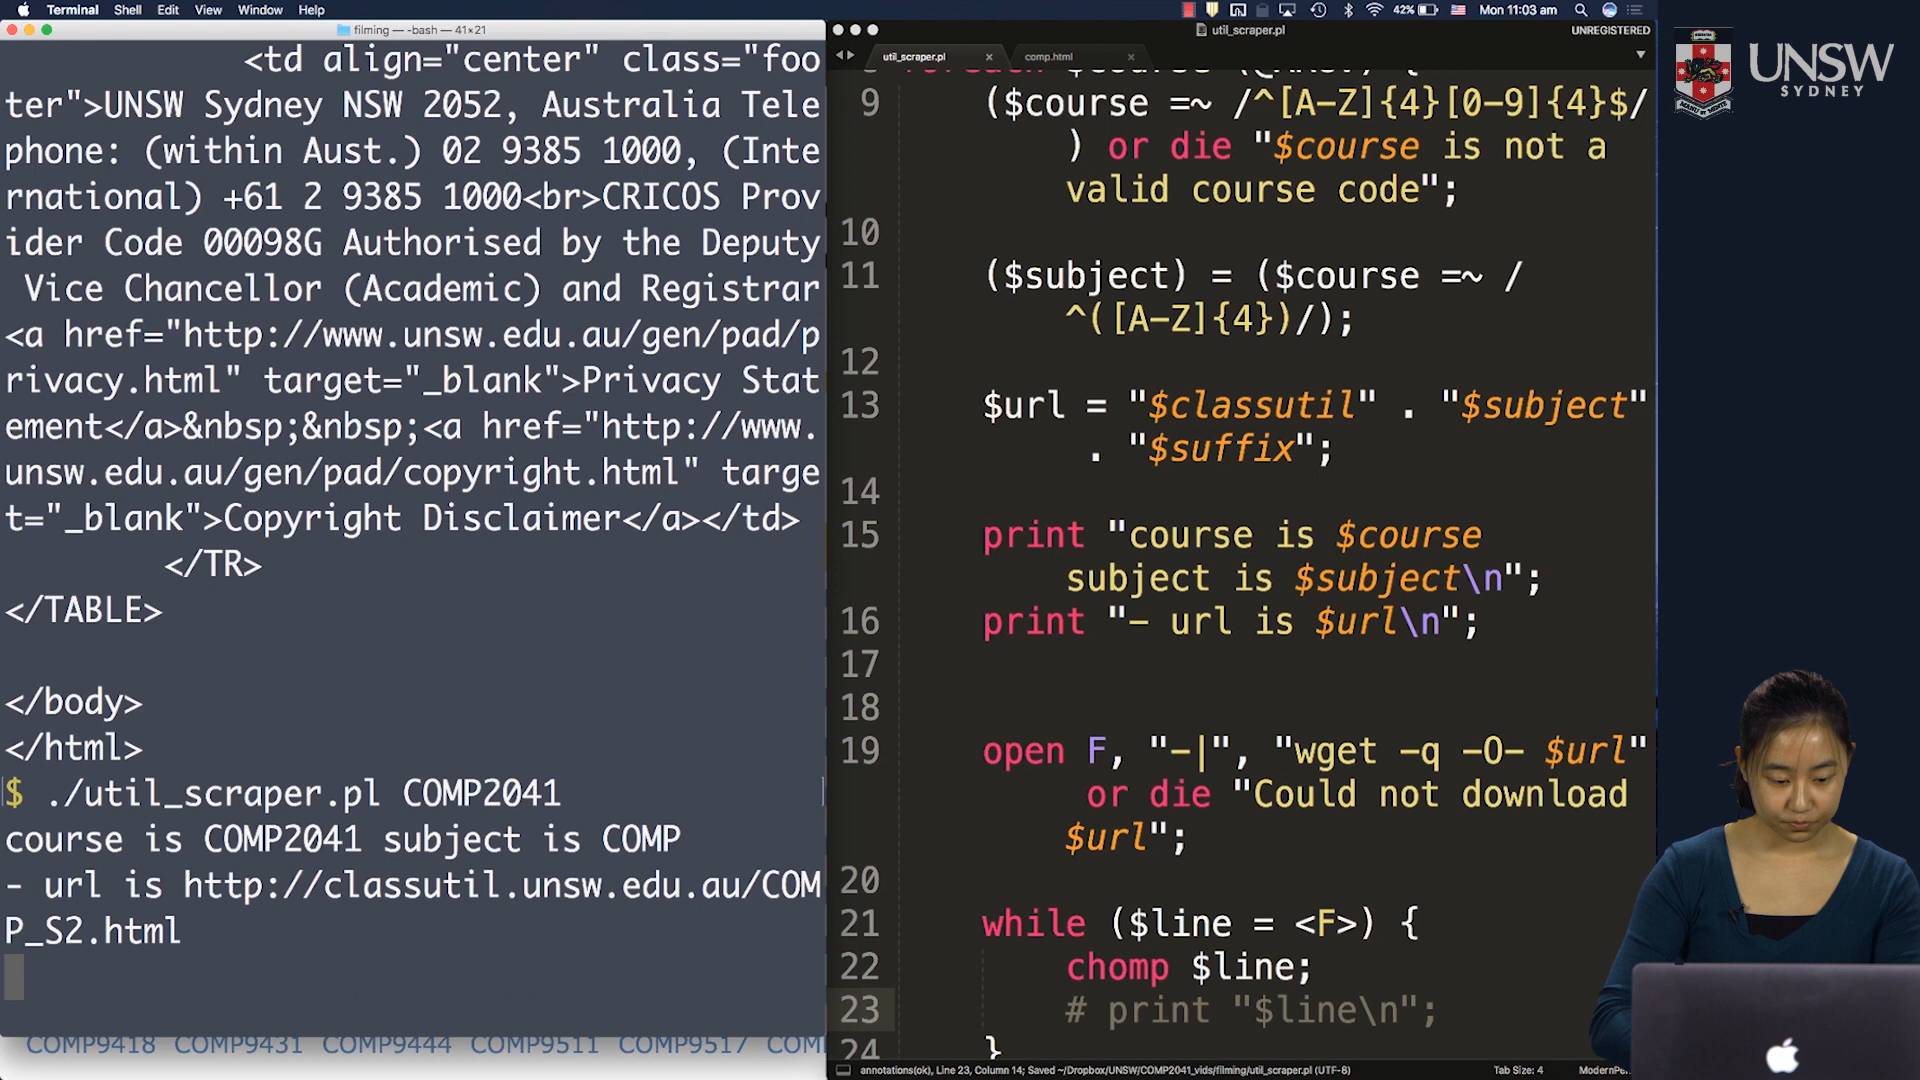 Terminal Shell Edit View Window Help
42% Mon 11:03 am
filming — -bash — 41×21
<td align="center" class="foo
ter">UNSW Sydney NSW 2052, Australia Tele
phone: (within Aust.) 02 9385 1000, (Inte
rnational) +61 2 9385 1000<br>CRICOS Prov
ider Code 00098G Authorised by the Deputy
Vice Chancellor (Academic) and Registrar
<a href="http://www.unsw.edu.au/gen/pad/p
rivacy.html" target="_blank">Privacy Stat
ement</a>&nbsp;&nbsp;<a href="http://www.
unsw.edu.au/gen/pad/copyright.html" targe
t="_blank">Copyright Disclaimer</a></td>
</TR>
</TABLE>
</body>
</html>
$ ./util_scraper.pl COMP2041
course is COMP2041 subject is COMP
- url is http://classutil.unsw.edu.au/COM
P_S2.html
COMP9418 COMP9431 COMP9444 COMP9511 COMP9517
util_scraper.pl
UNREGISTERED
util_scraper.pl
comp.html
9 ($course =~ /^[A-Z]{4}[0-9]{4}$/
) or die "$course is not a
valid course code";
10
11 ($subject) = ($course =~ /
^([A-Z]{4})/);
12
13 $url = "$classutil" . "$subject"
. "$suffix";
14
15 print "course is $course
subject is $subject\n";
16 print "- url is $url\n";
17
18
19 open F, "-|", "wget -q -O- $url"
or die "Could not download
$url";
20
21 while ($line = <F>) {
22 chomp $line;
23 # print "$line\n";
24 }
annotations(ok), Line 23, Column 14; Saved ~/Dropbox/UNSW/COMP2041_vids/filming/util_scraper.pl (UTF-8)
Tab Size: 4
UNSW
SYDNEY